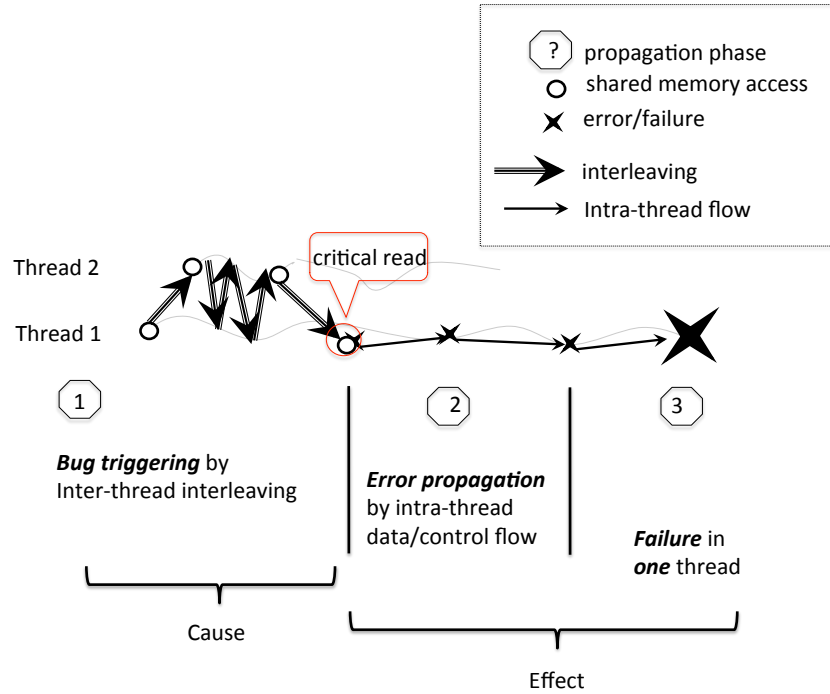 ?
propagation phase
shared memory access
error/failure
interleaving
Intra-thread flow
critical read
Thread 2
Thread 1
1
2
3
Bug triggering by
Inter-thread interleaving
Error propagation
by intra-thread
data/control flow
Failure in
one thread
Cause
Effect